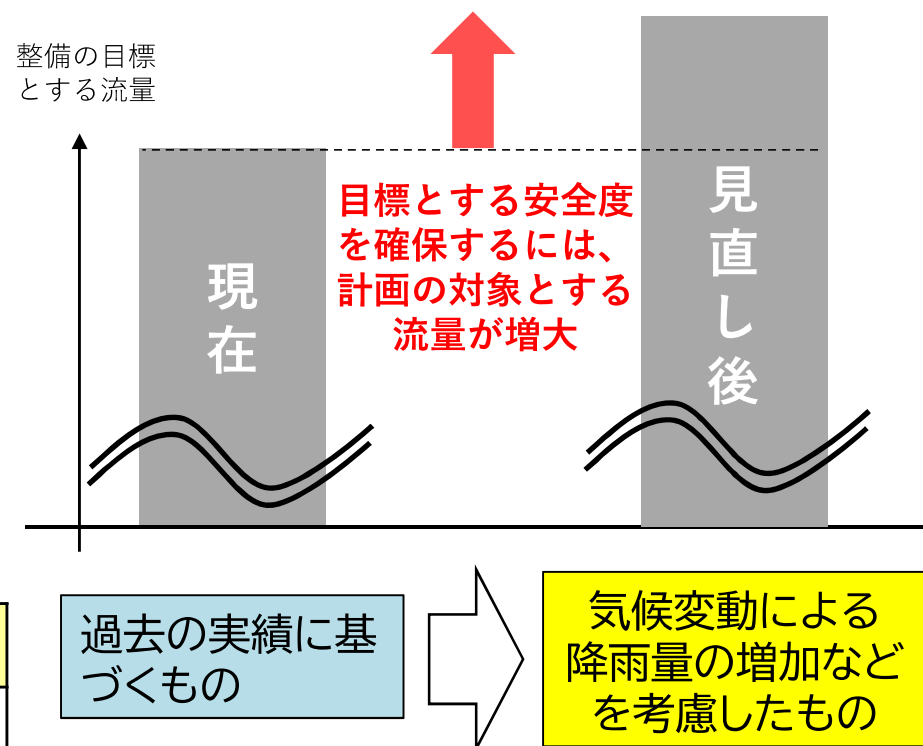 整備の目標
とする流量
目標とする安全度
を確保するには、
計画の対象とする
流量が増大
現在
見直し後
過去の実績に基
づくもの
気候変動による
降雨量の増加など
を考慮したもの